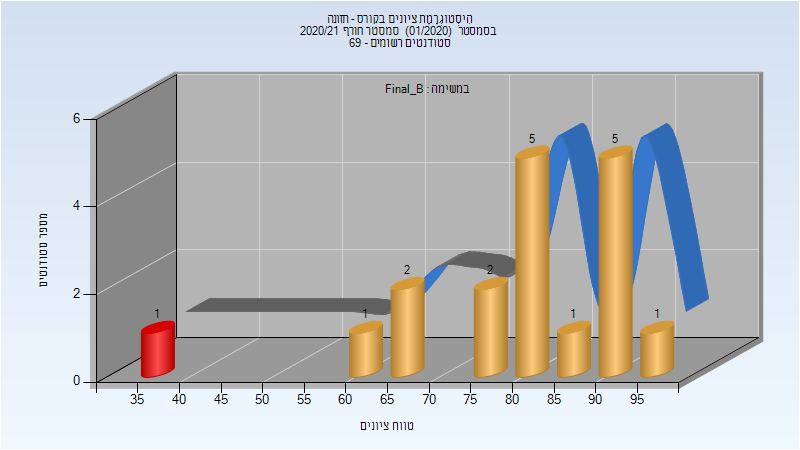 היסטוגרמת ציונים בקורס - חזונה
בסמסטר (01/2020) סמסטר חורף 2020/21
סטודנטים רשומים - 69
במשימה : Final_B
מספר סטודנטים
6
4
2
0
1
1
2
2
5
1
5
1
35 40 45 50 55 60 65 70 75 80 85 90 95
טווח ציונים